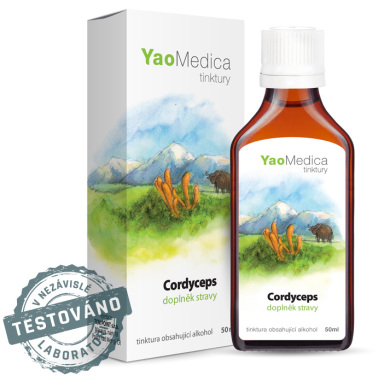 YaoMedica
tinktury
Cordyceps
doplněk stravy
tinktura obsahující alkohol 50ml
YaoMedica
tinktury
Cordyceps
doplněk stravy
tinktura obsahující alkohol 50ml
V NEZÁVISLÉ
TESTOVÁNO
LABORATOŘI